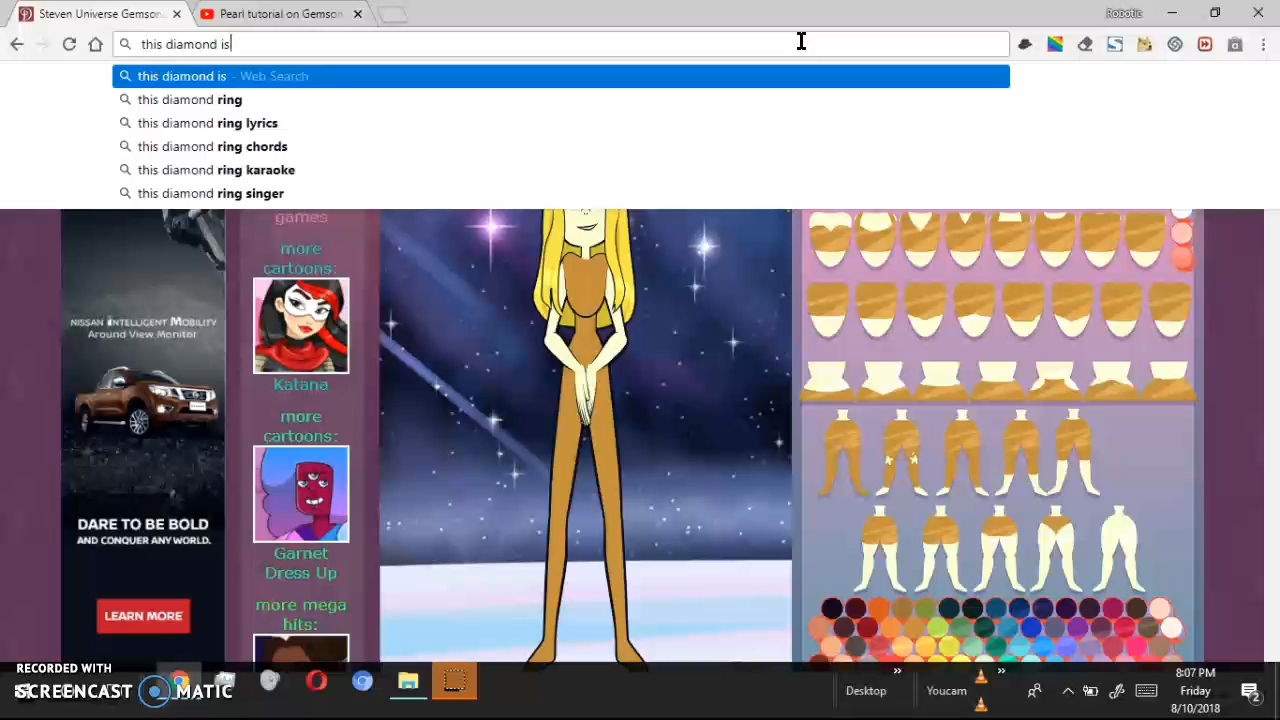 Steven Universe Gemson
Pearl tutorial on Gemson
Robotic
this diamond is
this diamond is - Web Search
this diamond ring
this diamond ring lyrics
this diamond ring chords
this diamond ring karaoke
this diamond ring singer
games
more
cartoons:
Katana
more
cartoons:
Garnet
Dress Up
more mega
hits:
NISSAN INTELLIGENT MOBILITY
Around View Monitor
DARE TO BE BOLD
AND CONQUER ANY WORLD.
LEARN MORE
RECORDED WITH
SCREENCAST MATIC
Desktop
»
Youcam
»
8:07 PM
Friday
8/10/2018
2